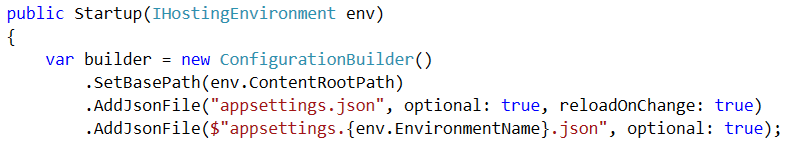 public Startup(IHostingEnvironment env)
{
    var builder = new ConfigurationBuilder()
        .SetBasePath(env.ContentRootPath)
        .AddJsonFile("appsettings.json", optional: true, reloadOnChange: true)
        .AddJsonFile($"appsettings.{env.EnvironmentName}.json", optional: true);